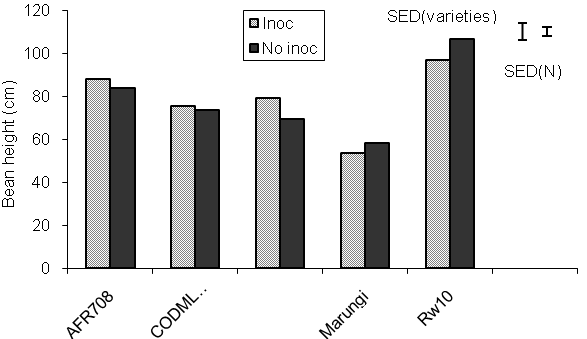 120
100
80
60
40
20
0
Bean height (cm)
Inoc
No inoc
SED(varieties)
SED(N)
AFR708
CODML..
Marungi
Rw10